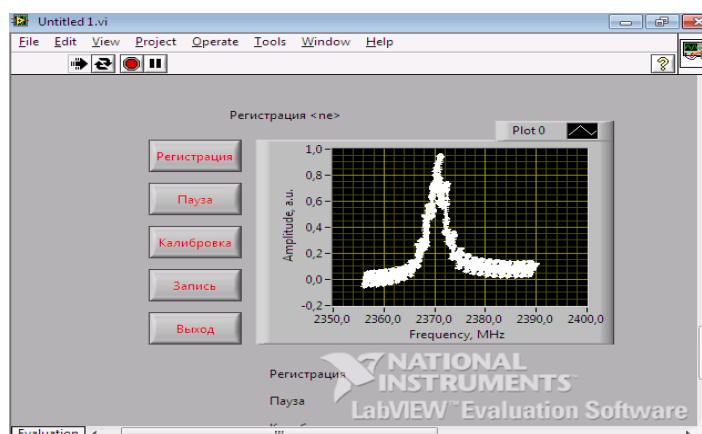 Untitled 1.vi
File Edit View Project Operate Tools Window Help
Регистрация <ne>
Plot 0
Регистрация
Пауза
Калибровка
Запись
Выход
Amplitude, a.u.
1,0
0,8
0,6
0,4
0,2
0,0
-0,2
2350,0 2360,0 2370,0 2380,0 2390,0 2400,0
Frequency, MHz
Регистрация
Пауза
NATIONAL
INSTRUMENTS
LabVIEW™ Evaluation Software
Evaluation